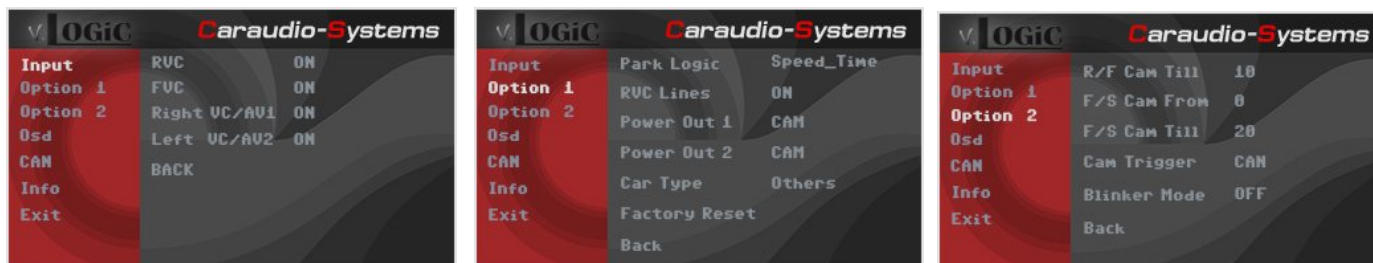 v.LOGiC Caraudio-Systems
Input RVC ON
Option 1 FVC ON
Option 2 Right VC/AV1 ON
Osd Left VC/AV2 ON
CAN BACK
Info
Exit
v.LOGiC Caraudio-Systems
Input Park Logic Speed_Time
Option 1 RVC Lines ON
Option 2 Power Out 1 CAM
Osd Power Out 2 CAM
CAN
Info Car Type Others
Exit Factory Reset
Back
v.LOGiC Caraudio-Systems
Input R/F Cam Till 10
Option 1 F/S Cam From 0
Option 2 F/S Cam Till 20
Osd
CAN Cam Trigger CAN
Info Blinker Mode OFF
Exit Back